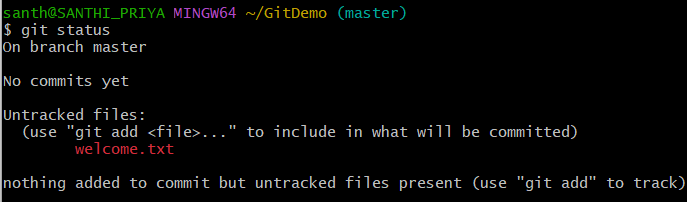 santh@SANTHI_PRIYA MINGW64 ~/GitDemo (master)
$ git status
On branch master
No commits yet
Untracked files:
(use "git add <file>..." to include in what will be committed)
welcome.txt
nothing added to commit but untracked files present (use "git add" to track)